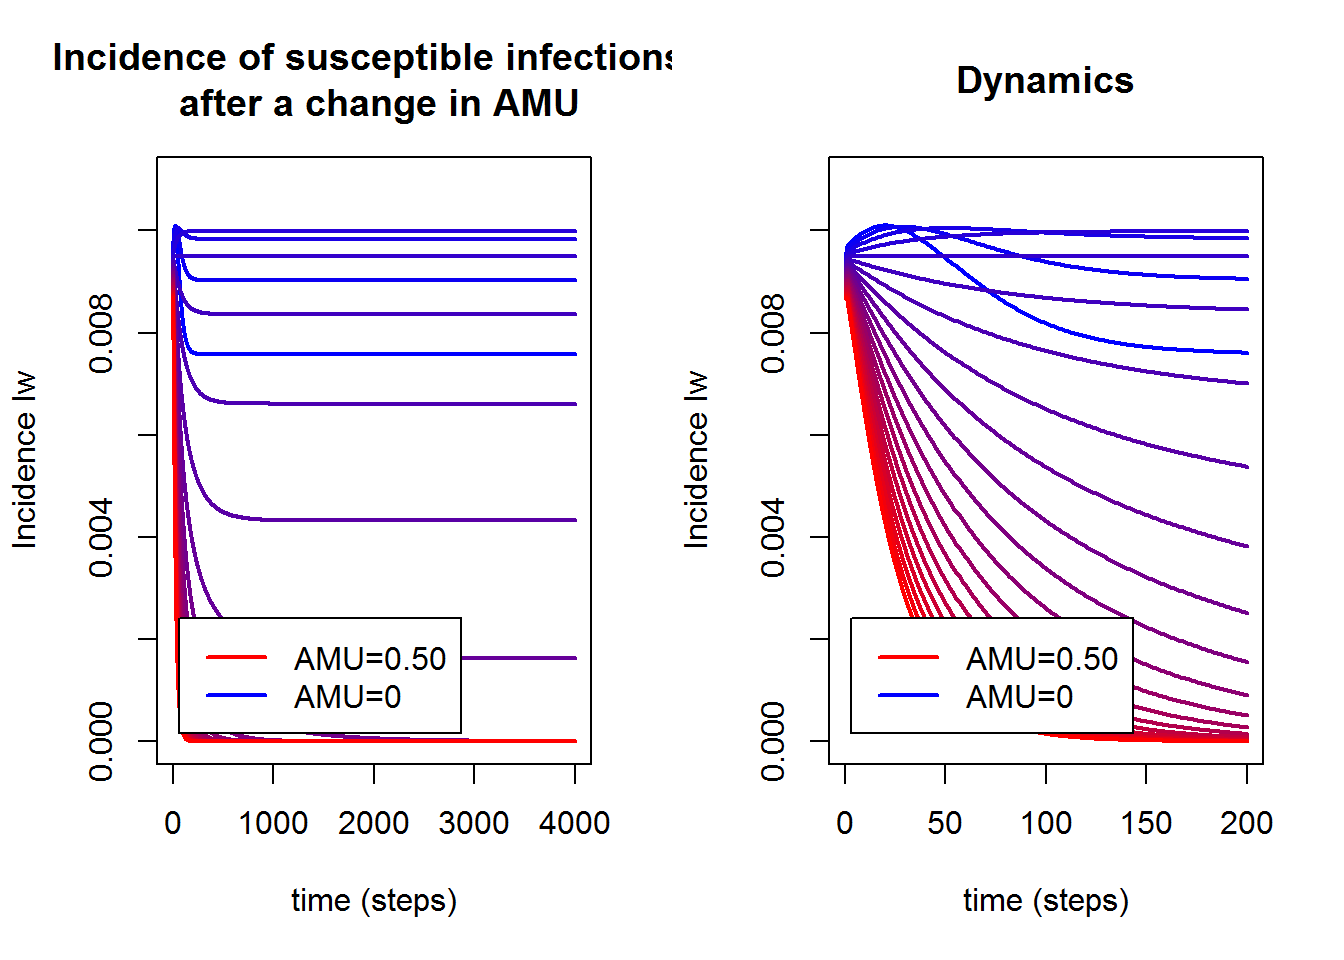 Incidence of susceptible infections
after a change in AMU
Incidence Iw
0.000
0.004
0.008
AMU=0.50
AMU=0
0 1000 2000 3000 4000
time (steps)
Dynamics
Incidence Iw
0.000
0.004
0.008
AMU=0.50
AMU=0
0 50 100 150 200
time (steps)